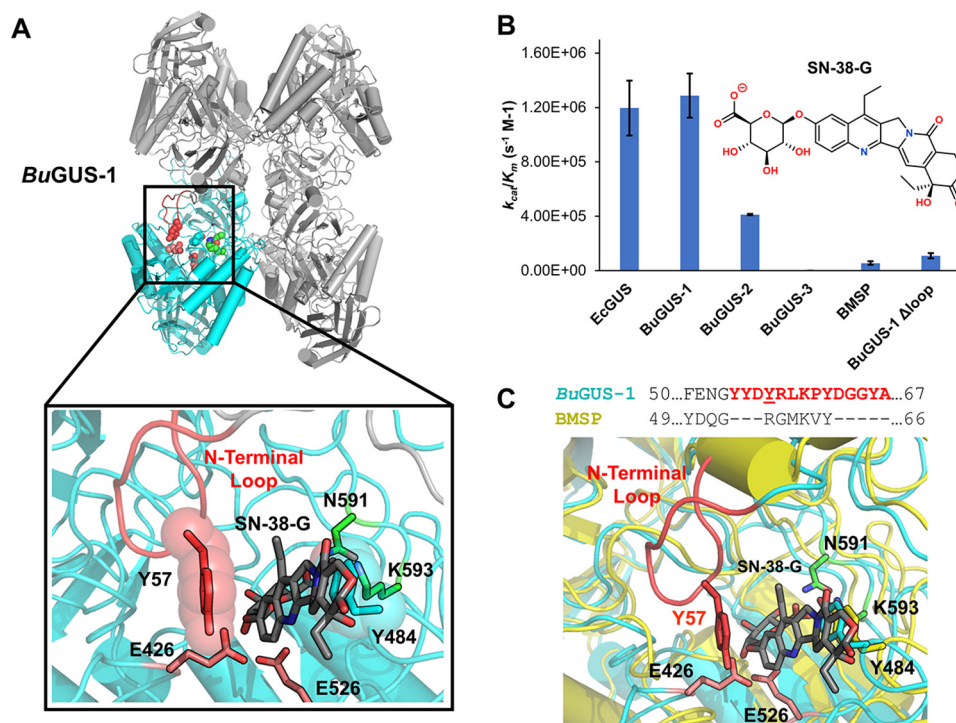 A
BuGUS-1
N-Terminal
Loop
SN-38-G
N591
Y57
K593
Y484
E426
E526
B
1.60E+06
1.20E+06
8.00E+05
4.00E+05
0.00E+00
kcat/Km (s-1 M-1)
SN-38-G
O
O
O
O
HO
OH
OH
N
N
O
O
OH
O
EcGUS
BuGUS-1
BuGUS-2
BuGUS-3
BMSP
BuGUS-1 Δloop
C
BuGUS-1 50…FENGYYDYRLKPYDGGYA…67
BMSP 49…YDQG---RGMKVY-----…66
N-Terminal
Loop
N591
SN-38-G
K593
Y57
Y484
E426
E526